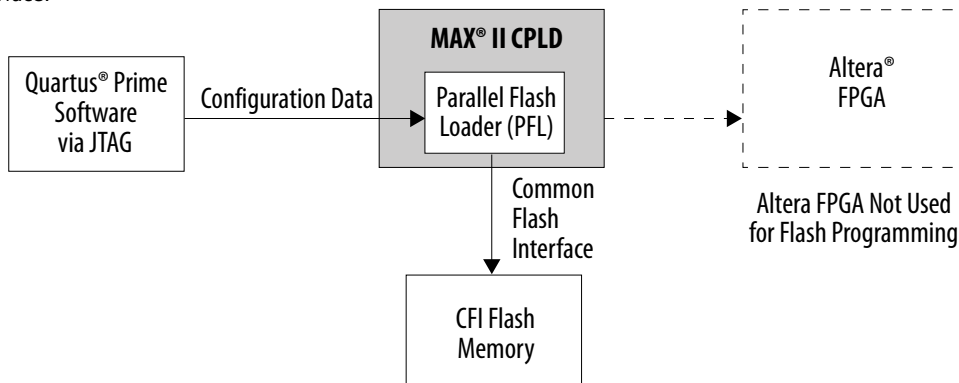 MAX® II CPLD
Quartus® Prime
Software
via JTAG
Configuration Data
Parallel Flash
Loader (PFL)
Altera®
FPGA
Common
Flash
Interface
Altera FPGA Not Used
for Flash Programming
CFI Flash
Memory